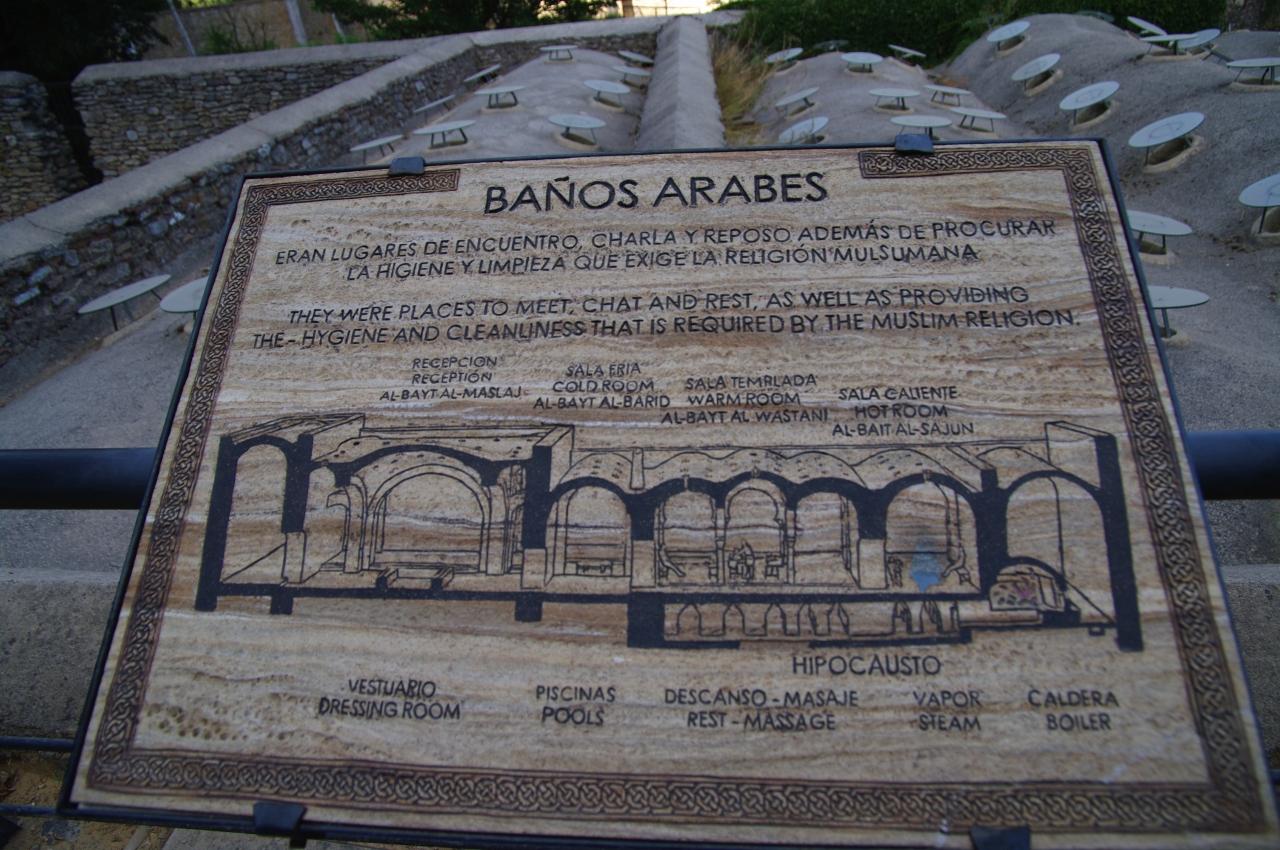 BAÑOS ARABES
ERAN LUGARES DE ENCUENTRO, CHARLA Y REPOSO ADEMÁS DE PROCURAR
LA HIGIENE Y LIMPIEZA QUE EXIGE LA RELIGIÓN MULSUMANA
THEY WERE PLACES TO MEET, CHAT AND REST, AS WELL AS PROVIDING
THE - HYGIENE AND CLEANLINESS THAT IS REQUIRED BY THE MUSLIM RELIGION.
RECEPCION
RECEPTIÓN
AL-BAYT AL-MASLAJ
SALA FRIA
COLD ROOM
AL-BAYT AL-BARID
SALA TEMPLADA
WARM ROOM
AL-BAYT AL WASTANI
SALA CALIENTE
HOT ROOM
AL-BAIT AL-SAJUN
HIPOCAUSTO
VESTUARIO
DRESSING ROOM
PISCINAS
POOLS
DESCANSO - MASAJE
REST - MASSAGE
VAPOR
STEAM
CALDERA
BOILER